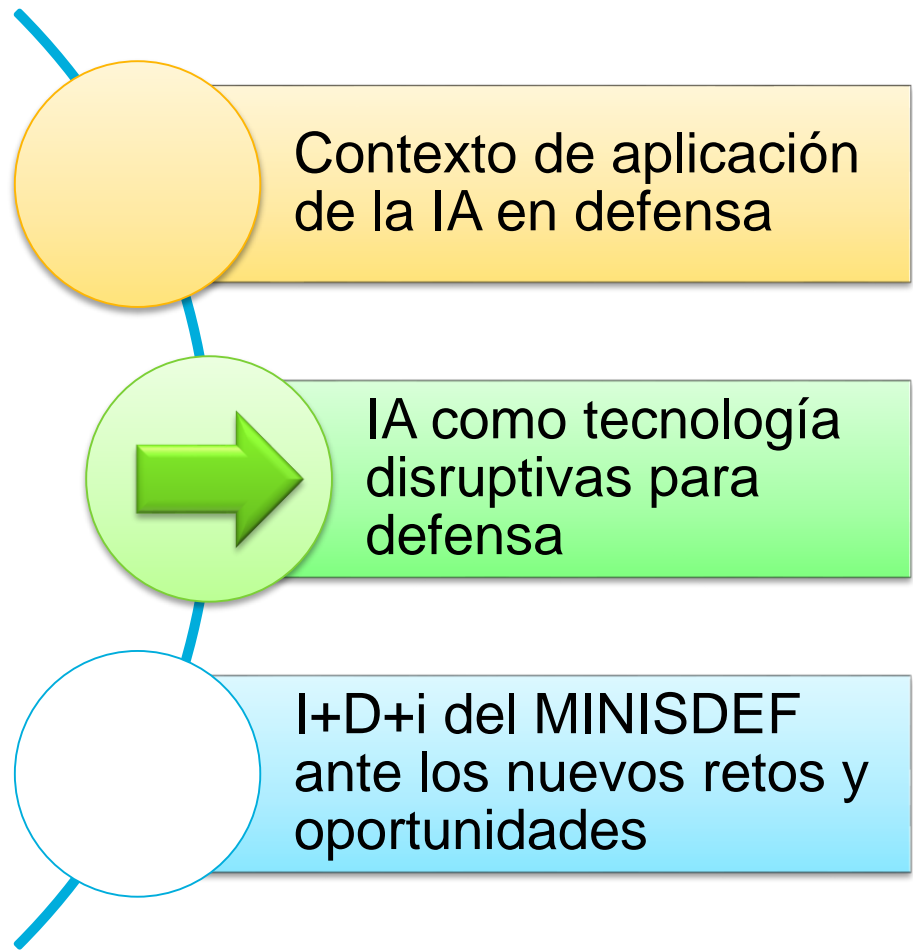 Contexto de aplicación
de la IA en defensa
IA como tecnología
disruptivas para
defensa
I+D+i del MINISDEF
ante los nuevos retos y
oportunidades